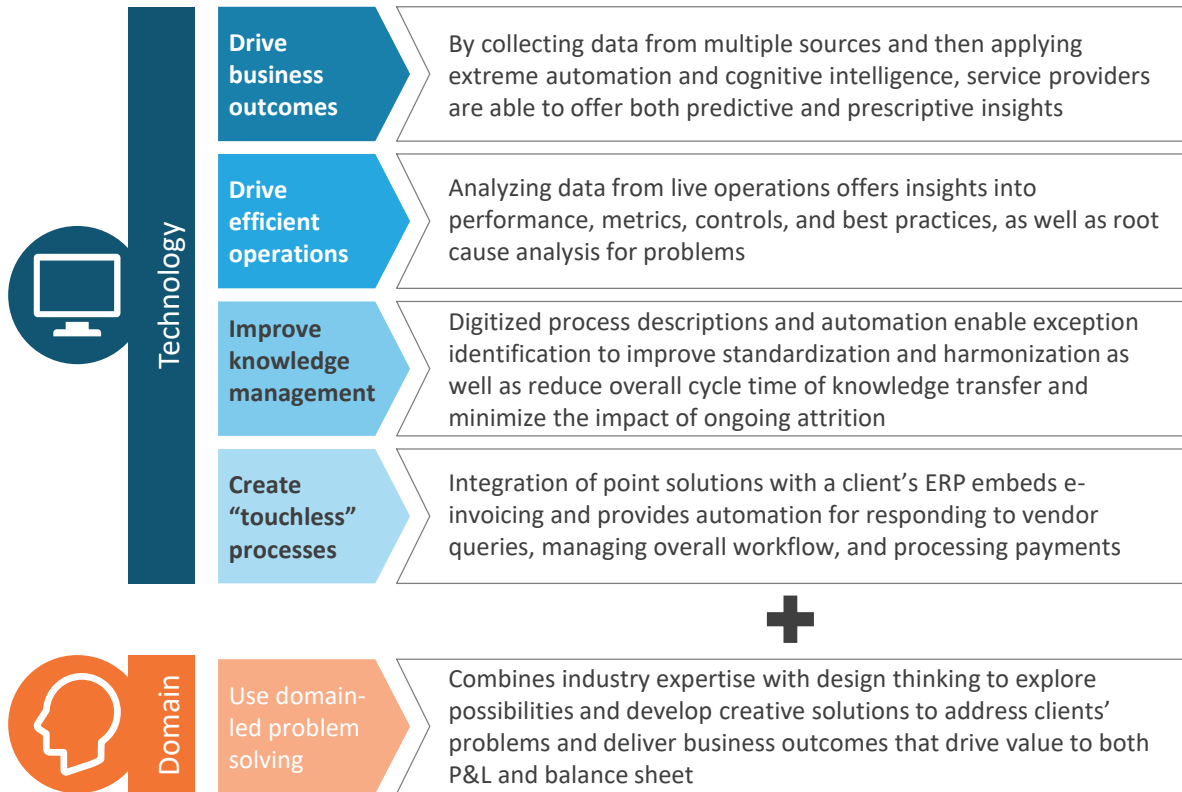 Technology
Drive
business
outcomes
By collecting data from multiple sources and then applying
extreme automation and cognitive intelligence, service providers
are able to offer both predictive and prescriptive insights
Drive
efficient
operations
Analyzing data from live operations offers insights into
performance, metrics, controls, and best practices, as well as root
cause analysis for problems
Improve
knowledge
management
Digitized process descriptions and automation enable exception
identification to improve standardization and harmonization as
well as reduce overall cycle time of knowledge transfer and
minimize the impact of ongoing attrition
Create
“touchless”
processes
Integration of point solutions with a client’s ERP embeds e-
invoicing and provides automation for responding to vendor
queries, managing overall workflow, and processing payments
Domain
Use domain-
led problem
solving
Combines industry expertise with design thinking to explore
possibilities and develop creative solutions to address clients’
problems and deliver business outcomes that drive value to both
P&L and balance sheet